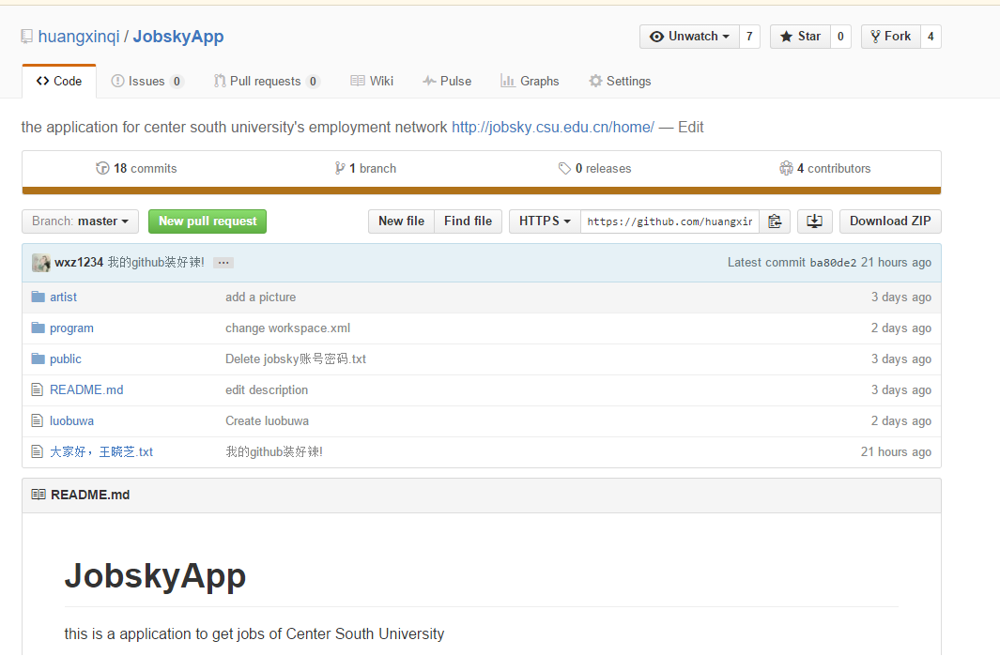 huangxinqi / JobskyApp
Unwatch 7 Star 0 Fork 4
Code Issues 0 Pull requests 0 Wiki Pulse Graphs Settings
the application for center south university's employment network http://jobsky.csu.edu.cn/home/ — Edit
18 commits 1 branch 0 releases 4 contributors
Branch: master New pull request New file Find file HTTPS https://github.com/huangxin Download ZIP
wxz1234 我的github装好辣! ... Latest commit ba80de2 21 hours ago
artist add a picture 3 days ago
program change workspace.xml 2 days ago
public Delete jobsky账号密码.txt 3 days ago
README.md edit description 3 days ago
luobuwa Create luobuwa 2 days ago
大家好，王晓芝.txt 我的github装好辣! 21 hours ago
README.md
JobskyApp
this is a application to get jobs of Center South University